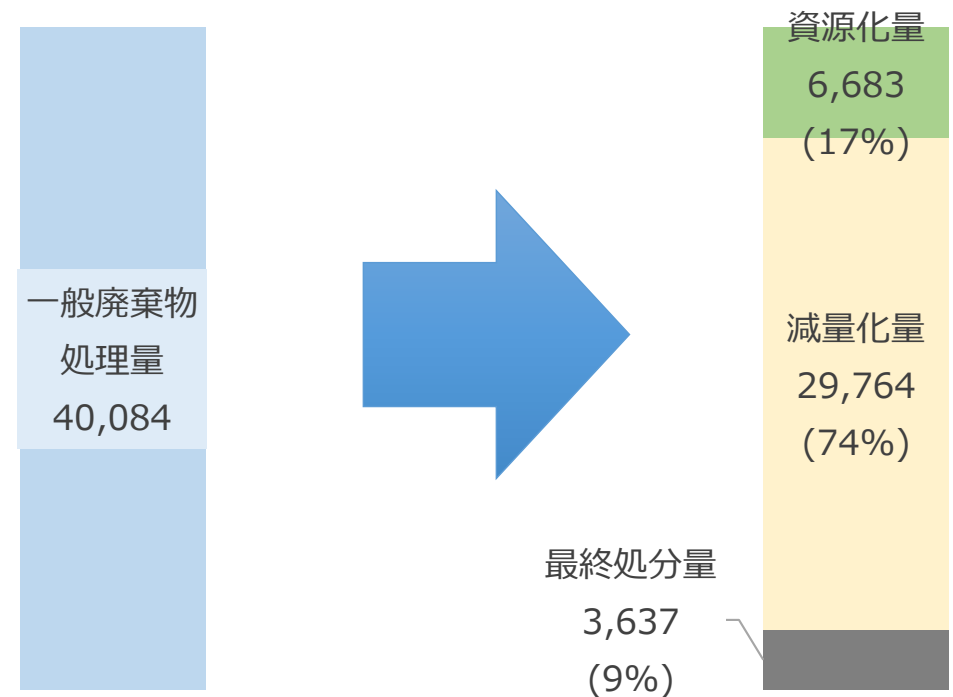 一般廃棄物
処理量
40,084
資源化量
6,683
(17%)
減量化量
29,764
(74%)
最終処分量
3,637
(9%)